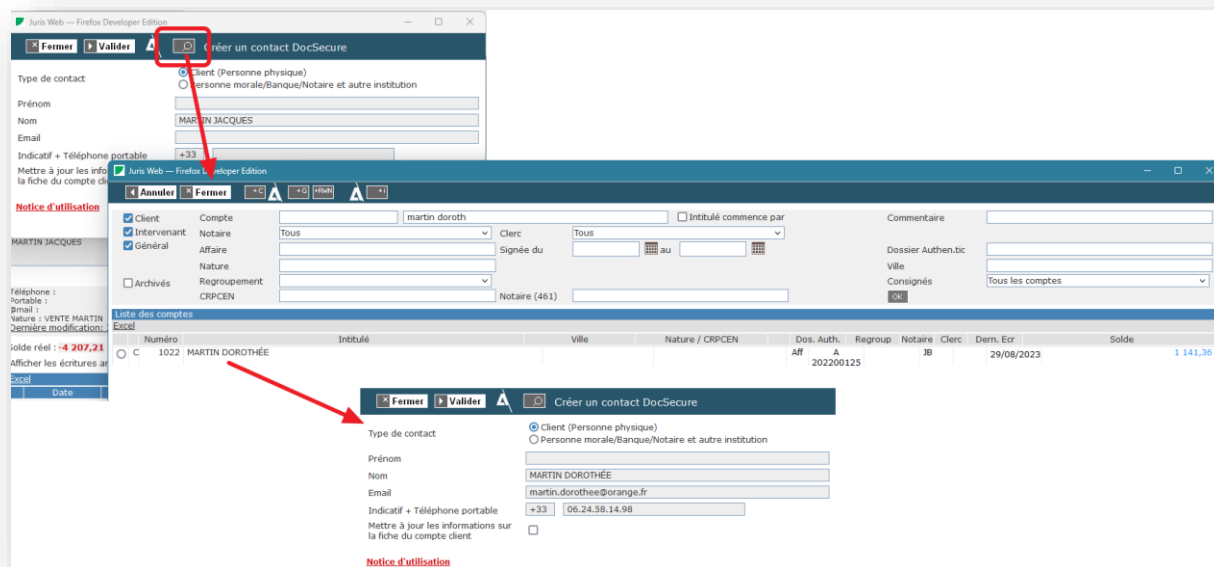 Juris Web — Firefox Developer Edition
Fermer Valider Créer un contact DocSecure
Type de contact
Client (Personne physique)
Personne morale/Banque/Notaire et autre institution
Prénom
Nom MARTIN JACQUES
Email
Indicatif + Téléphone portable +33
Mettre à jour les info
la fiche du compte cli
Notice d'utilisation
MARTIN JACQUES
Téléphone :
Portable :
Nature : VENTE MARTIN
Dernière modification:
Solde réel : -4 207,21
Afficher les écritures
Excel
Date
Juris Web — Firefox Developer Edition
Annuler Fermer +C +G +RMN +I
Client Compte martin doroth Intitulé commence par Commentaire
Intervenant Notaire Tous Clerc Tous
Général Affaire Signée du au Dossier Authen.tic
Nature Ville
Archivés Regroupement Consignés Tous les comptes
CRPCEN Notaire (461) OK
Liste des comptes
Excel
Numéro Intitulé Ville Nature / CRPCEN Dos. Auth. Regroup Notaire Clerc Dern. Ecr Solde
C 1022 MARTIN DOROTHÉE Aff A JB 29/08/2023 1 141,36
202200125
Fermer Valider Créer un contact DocSecure
Type de contact
Client (Personne physique)
Personne morale/Banque/Notaire et autre institution
Prénom
Nom MARTIN DOROTHÉE
Email martin.dorothee@orange.fr
Indicatif + Téléphone portable +33 06.24.58.14.98
Mettre à jour les informations sur
la fiche du compte client
Notice d'utilisation